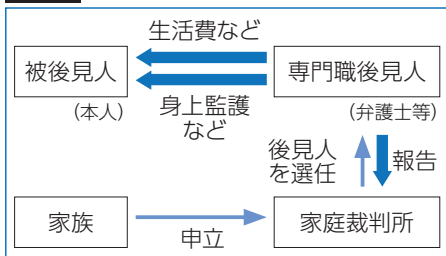 生活費など
被後見人
専門職後見人
(本人)
身上監護
など
(弁護士等)
後見人
を選任
報告
家族
申立
家庭裁判所